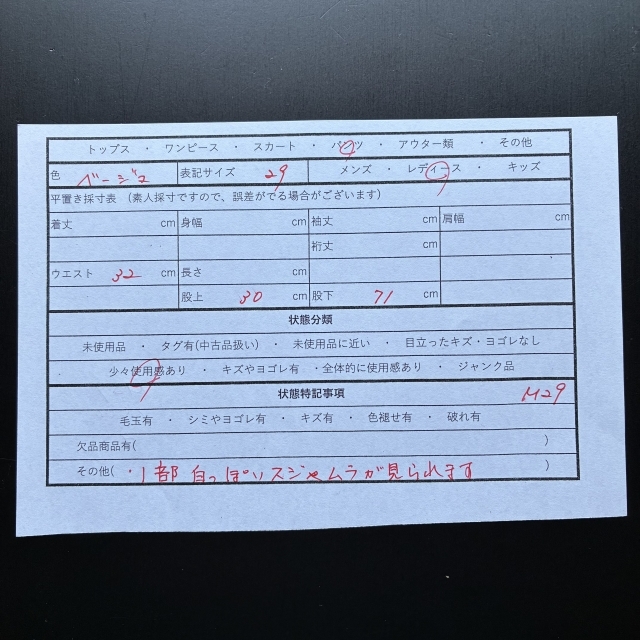 トップス ・ ワンピース ・ スカート ・ パンツ ・ アウター類 ・ その他
色 ベージュ 表記サイズ 29 メンズ ・ レディース ・ キッズ
平置き採寸表 (素人採寸ですので、誤差がでる場合がございます)
着丈 cm 身幅 cm 袖丈 cm 肩幅 cm
裄丈 cm
ウエスト 32 cm 長さ cm
股上 30 cm 股下 71 cm
状態分類
未使用品 ・ タグ有(中古品扱い) ・ 未使用品に近い ・ 目立ったキズ・ヨゴレなし
少々使用感あり ・ キズやヨゴレ有 ・全体的に使用感あり ・ ジャンク品
状態特記事項 M29
毛玉有 ・ シミやヨゴレ有 ・ キズ有 ・ 色褪せ有 ・ 破れ有
欠品商品有( )
その他( ・1部 白っぽいスジやムラが見られます )